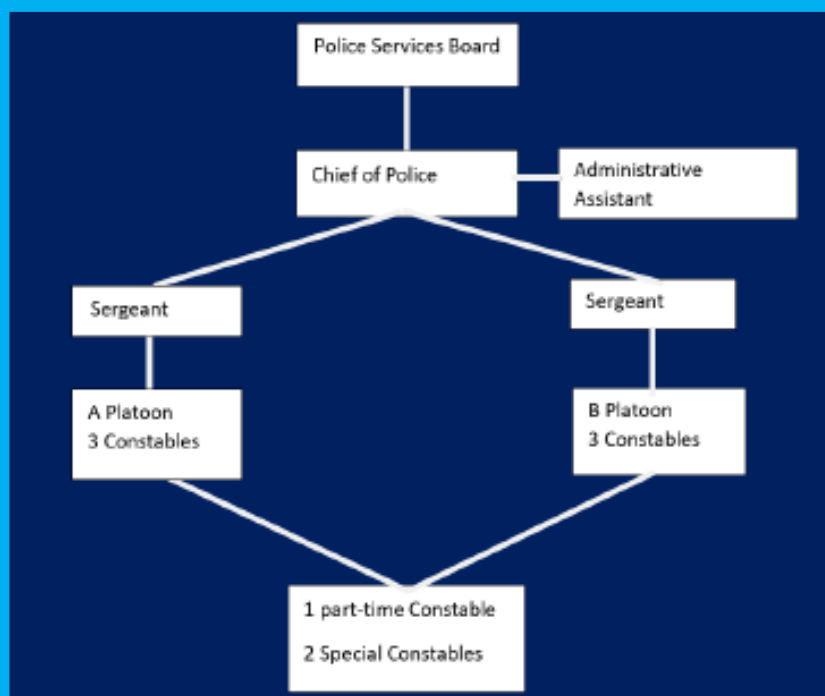 Police Services Board
Chief of Police
Administrative
Assistant
Sergeant
Sergeant
A Platoon
3 Constables
B Platoon
3 Constables
1 part-time Constable
2 Special Constables